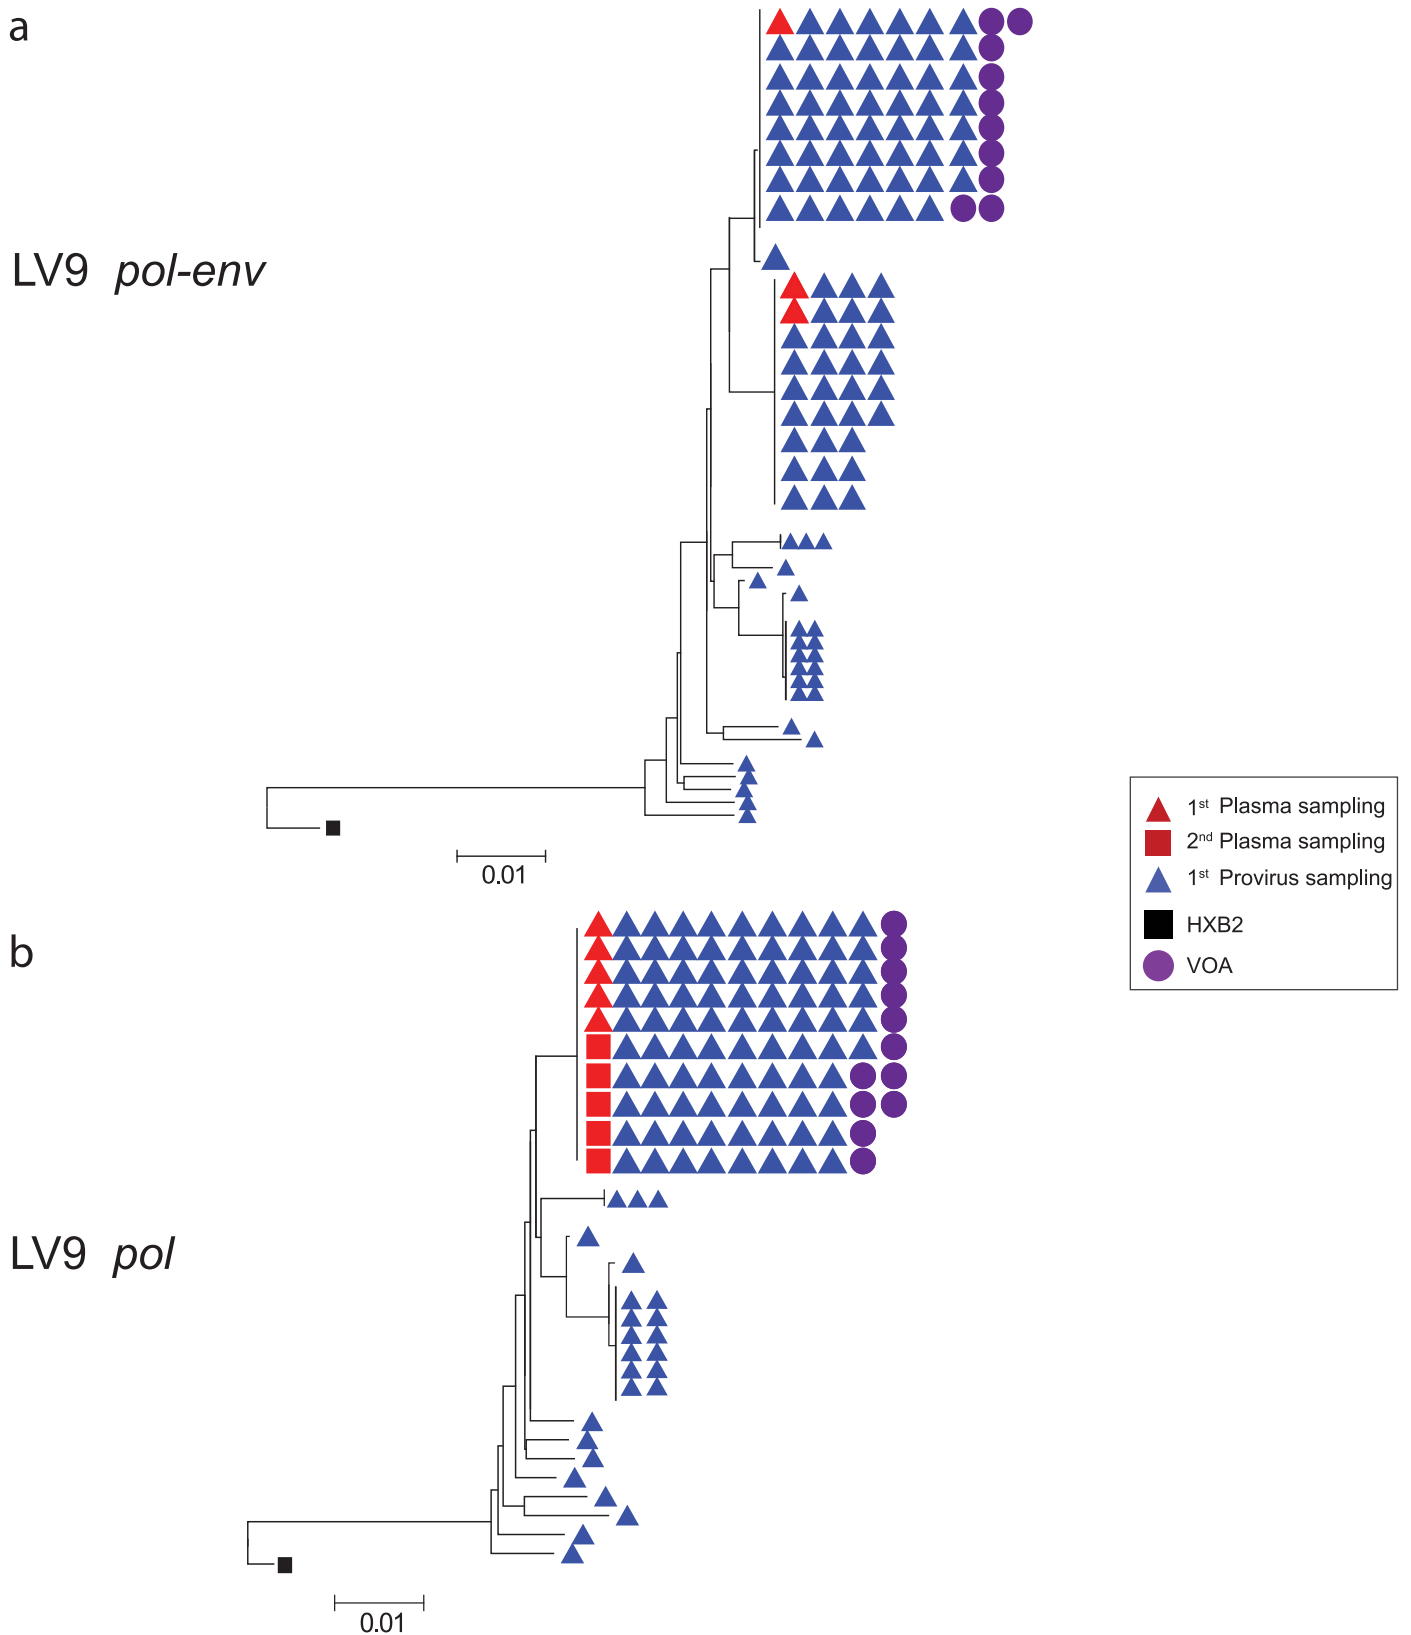 a
LV9 pol-env
0.01
1st Plasma sampling
2nd Plasma sampling
1st Provirus sampling
HXB2
VOA
b
LV9 pol
0.01